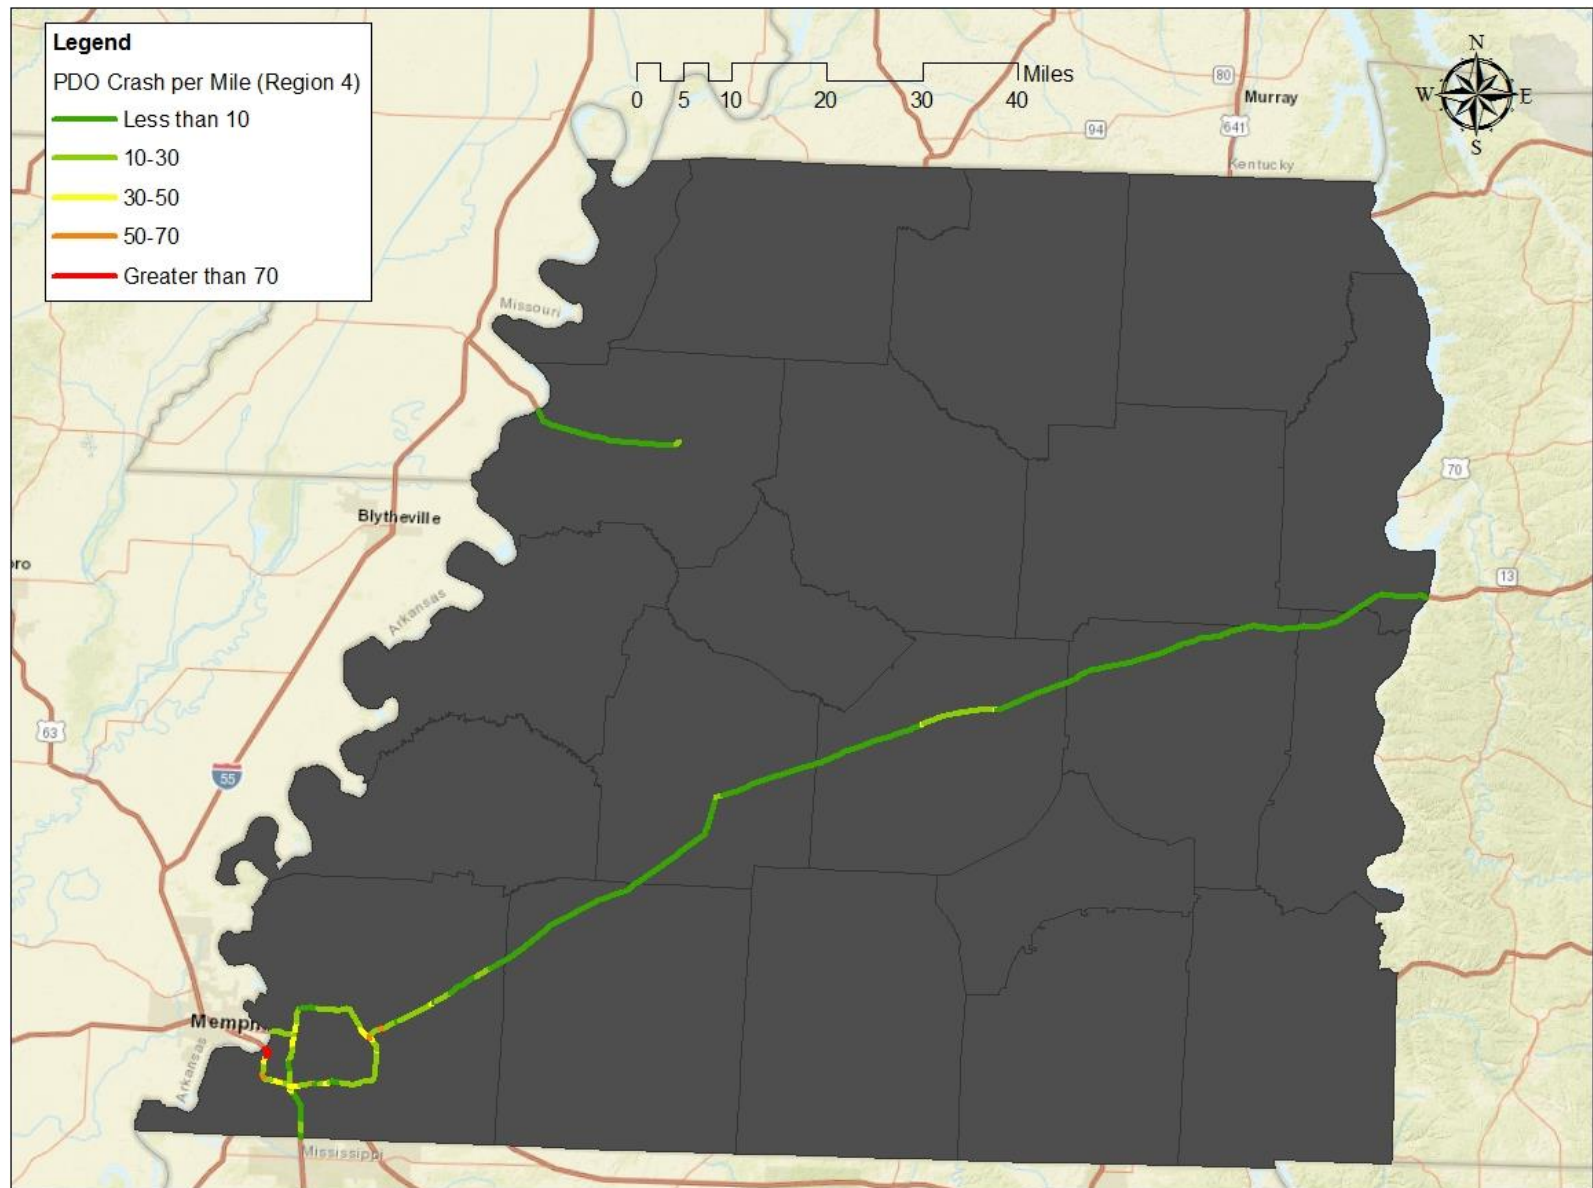 Legend
PDO Crash per Mile (Region 4)
Less than 10
10-30
30-50
50-70
Greater than 70
Miles
0 5 10 20 30 40
N
W E
S
80
Murray
94
641
Kentucky
Missouri
70
Blytheville
oro
13
Arkansas
63
55
Memph
Arkansas
Mississippi